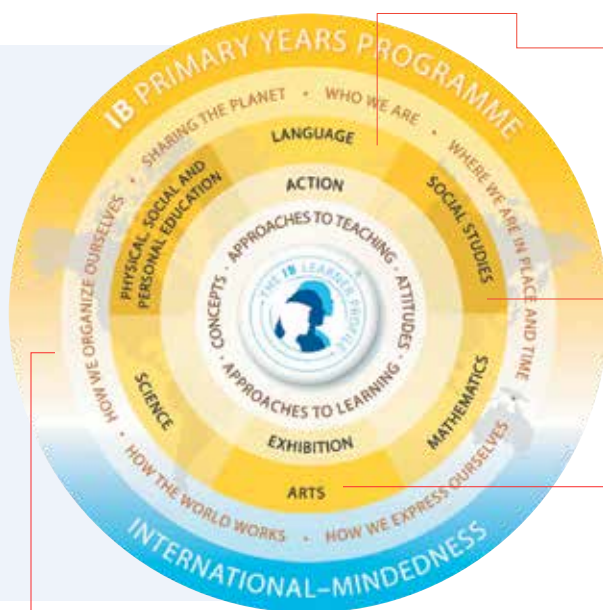 IB PRIMARY YEARS PROGRAMME
SHARING THE PLANET • WHO WE ARE • WHERE WE ARE IN PLACE AND TIME
HOW WE ORGANIZE OURSELVES •
LANGUAGE
PHYSICAL, SOCIAL AND
PERSONAL EDUCATION
SOCIAL STUDIES
ACTION
CONCEPTS · APPROACHES TO TEACHING · ATTITUDES ·
THE IB LEARNER PROFILE
APPROACHES TO LEARNING ·
SCIENCE
MATHEMATICS
EXHIBITION
ARTS
• HOW THE WORLD WORKS • HOW WE EXPRESS OURSELVES
INTERNATIONAL–MINDEDNESS